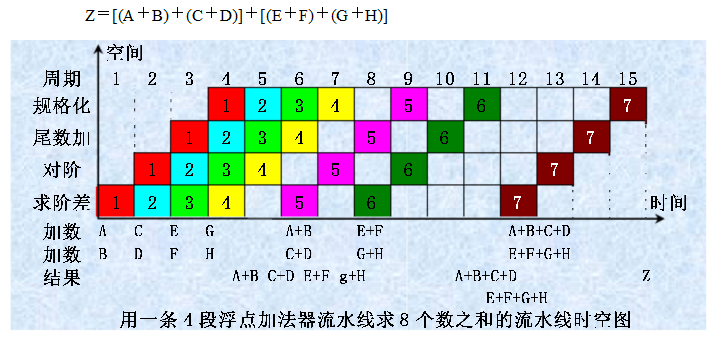 Z=[(A+B)+(C+D)]+[(E+F)+(G+H)]
空间
周期 1 2 3 4 5 6 7 8 9 10 11 12 13 14 15
规格化 1 2 3 4 5 6 7
尾数加 1 2 3 4 5 6 7
对阶 1 2 3 4 5 6 7
求阶差 1 2 3 4 5 6 7 时间
加数 A C E G A+B E+F A+B+C+D
加数 B D F H C+D G+H E+F+G+H
结果 A+B C+D E+F g+H A+B+C+D Z
E+F+G+H
用一条4段浮点加法器流水线求8个数之和的流水线时空图